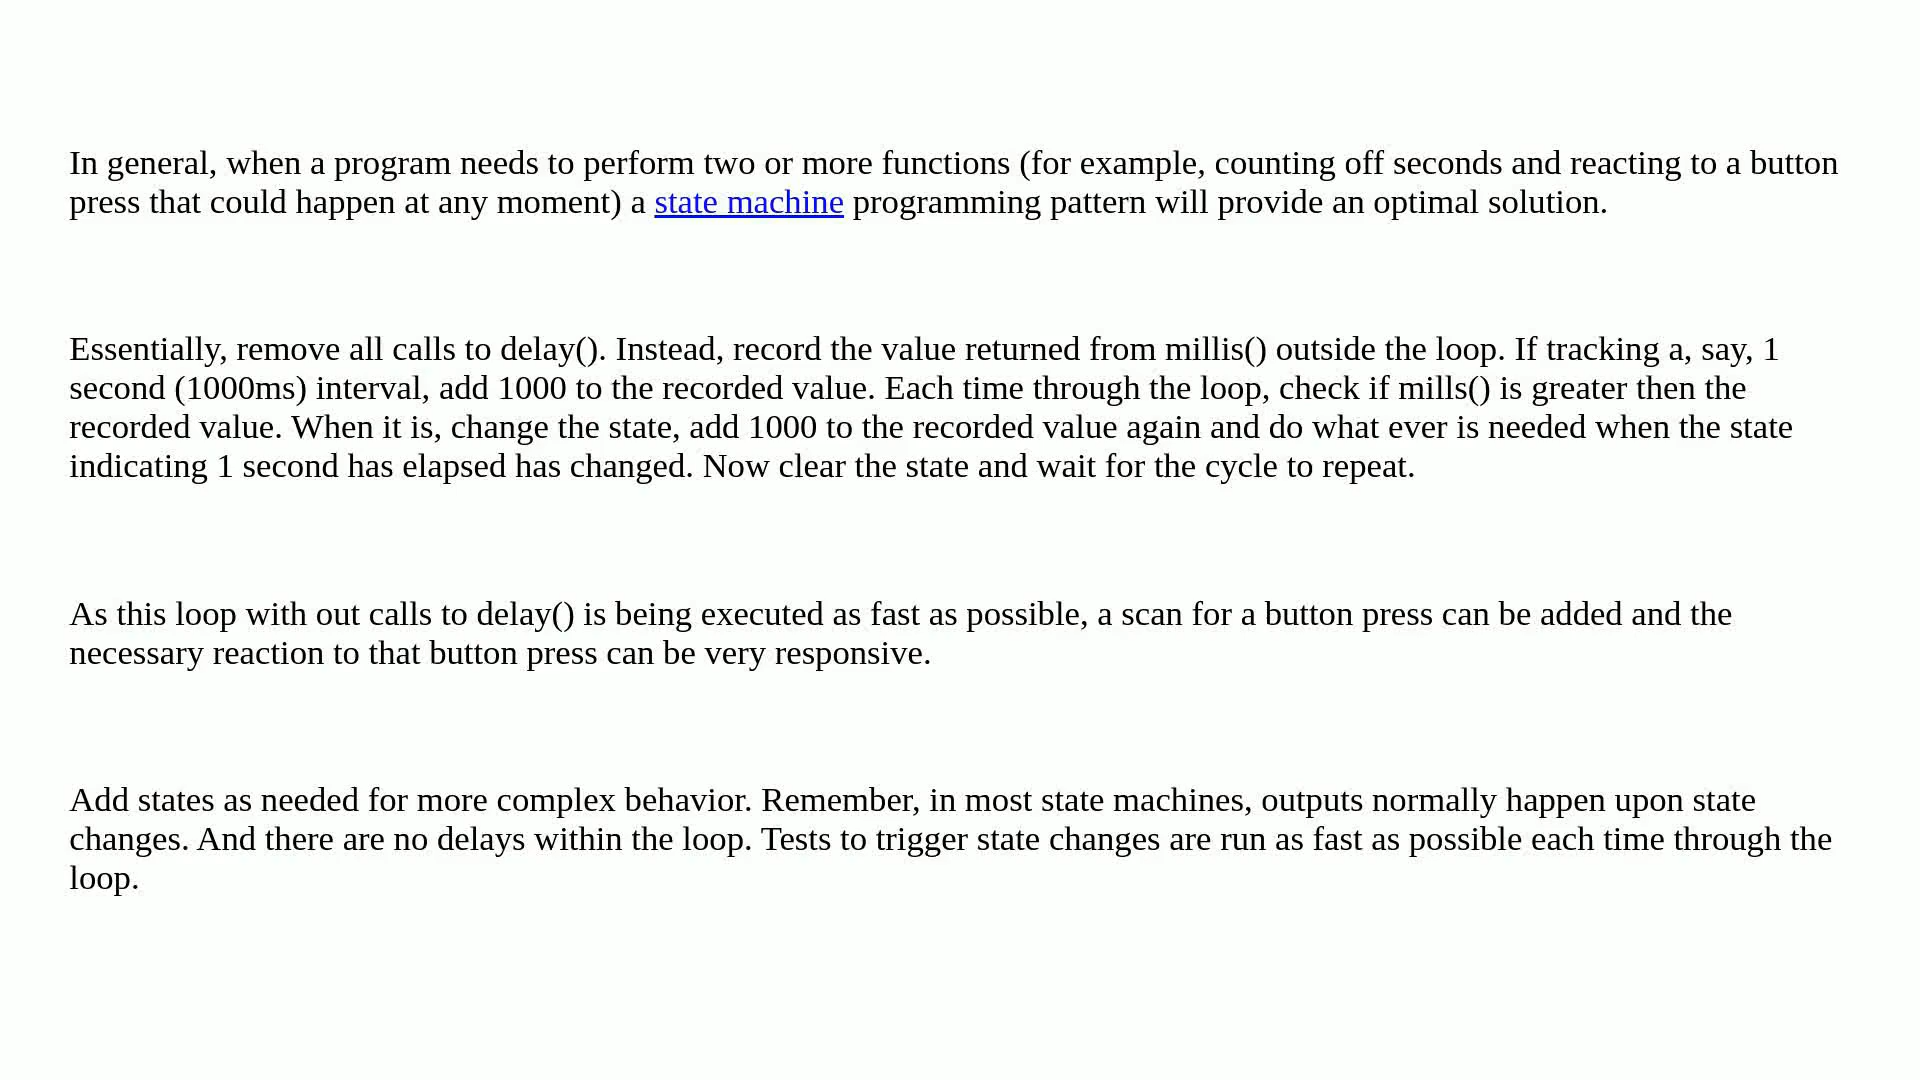 In general, when a program needs to perform two or more functions (for example, counting off seconds and reacting to a button
press that could happen at any moment) a state machine programming pattern will provide an optimal solution.
Essentially, remove all calls to delay(). Instead, record the value returned from millis() outside the loop. If tracking a, say, 1
second (1000ms) interval, add 1000 to the recorded value. Each time through the loop, check if mills() is greater then the
recorded value. When it is, change the state, add 1000 to the recorded value again and do what ever is needed when the state
indicating 1 second has elapsed has changed. Now clear the state and wait for the cycle to repeat.
As this loop with out calls to delay() is being executed as fast as possible, a scan for a button press can be added and the
necessary reaction to that button press can be very responsive.
Add states as needed for more complex behavior. Remember, in most state machines, outputs normally happen upon state
changes. And there are no delays within the loop. Tests to trigger state changes are run as fast as possible each time through the
loop.